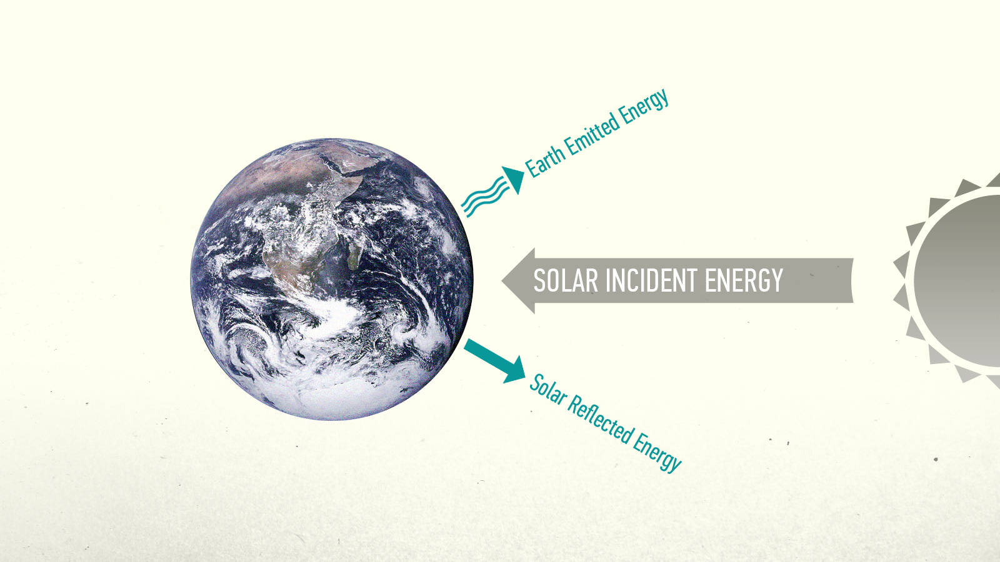 Earth Emitted Energy
SOLAR INCIDENT ENERGY
Solar Reflected Energy